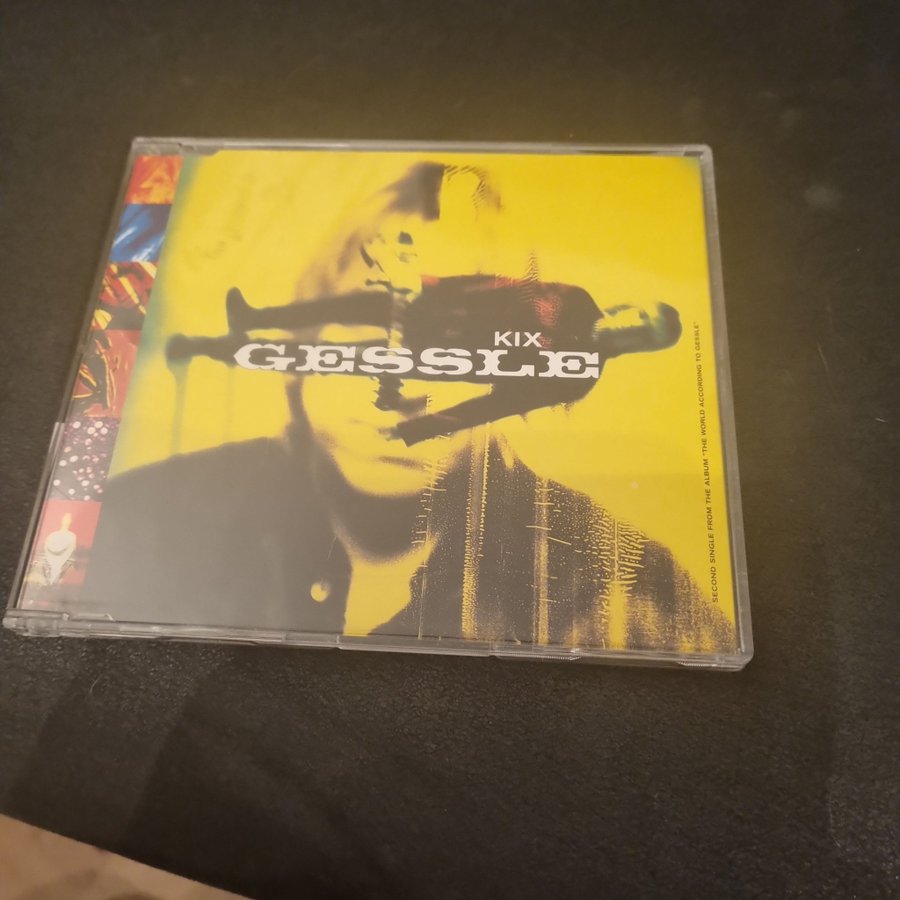 KIX
GESSLE
SECOND SINGLE FROM THE ALBUM "THE WORLD ACCORDING TO GESSLE"